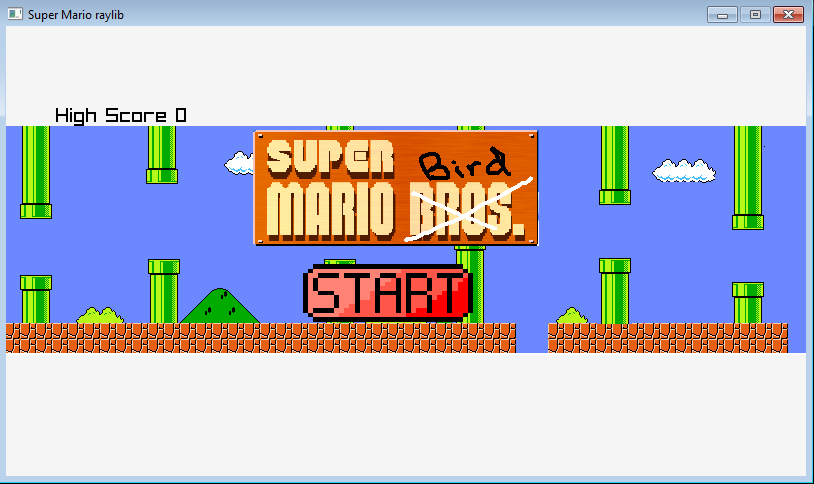 Super Mario raylib
High Score 0
SUPER Bird
MARIO BROS.
START